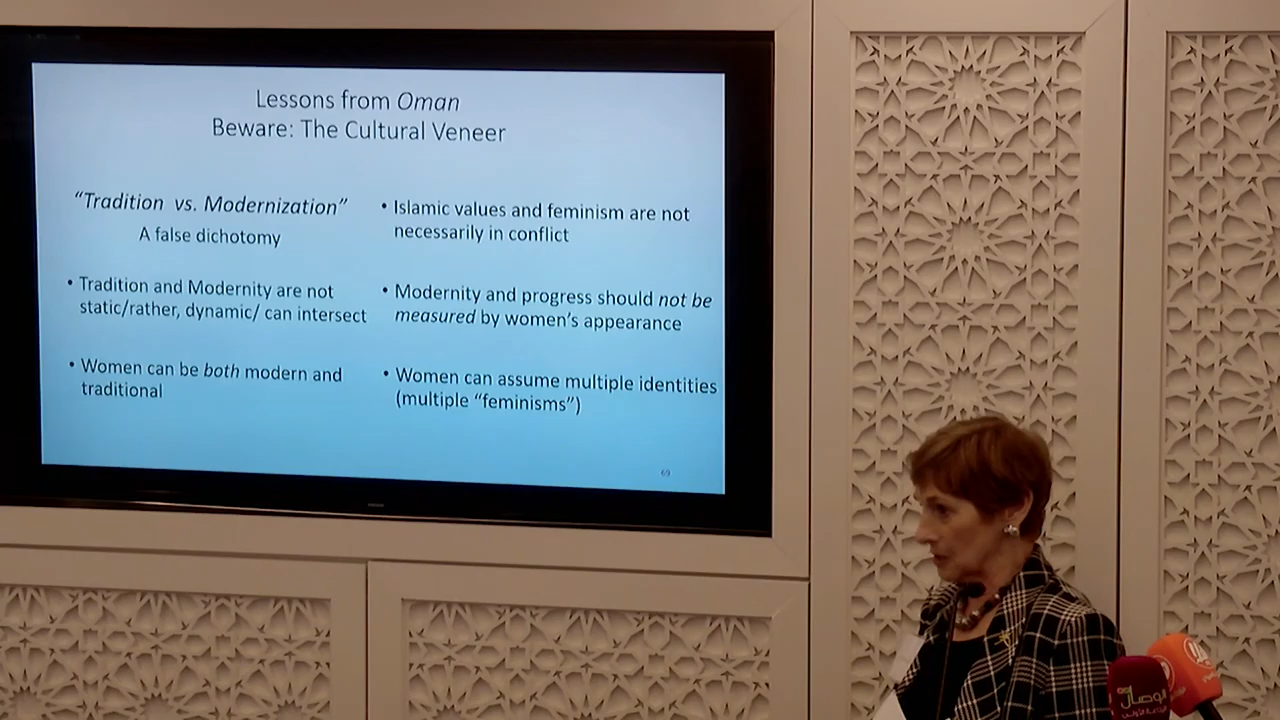 Lessons from Oman
Beware: The Cultural Veneer
“Tradition vs. Modernization”
A false dichotomy
• Tradition and Modernity are not
static/rather, dynamic/ can intersect
• Women can be both modern and
traditional
• Islamic values and feminism are not
necessarily in conflict
• Modernity and progress should not be
measured by women’s appearance
• Women can assume multiple identities
(multiple “feminisms”)
69
الوصال